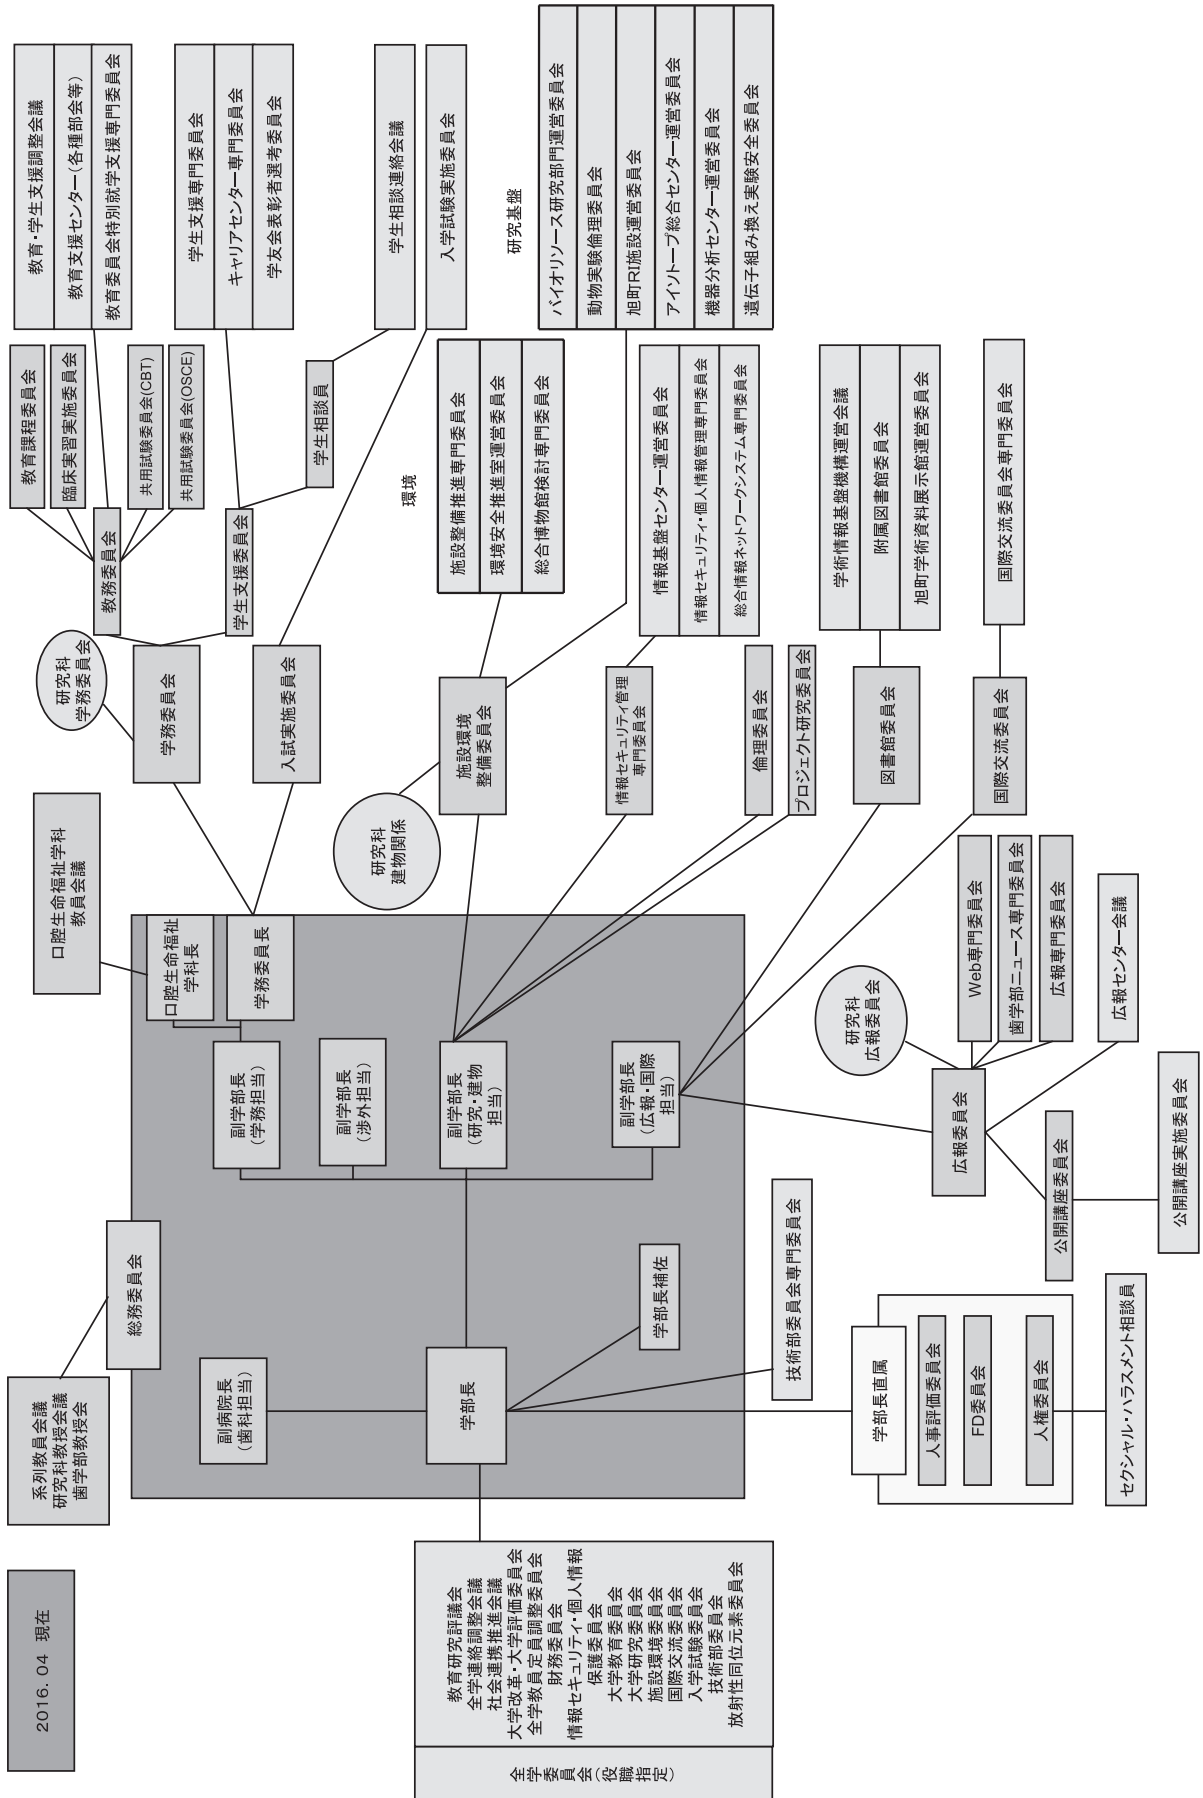 2016. 04 現在
系列教員会議
研究科教授会議
歯学部教授会
総務委員会
口腔生命福祉学科
教員会議
研究科
学務委員会
教育課程委員会
臨床実習実施委員会
共用試験委員会(CBT)
共用試験委員会(OSCE)
教育・学生支援調整会議
教育支援センター(各種部会等)
教育委員会特別就学支援専門委員会
教務委員会
学務委員会
学生支援専門委員会
キャリアセンター専門委員会
学友会表彰者選考委員会
学生支援委員会
学生相談員
学生相談連絡会議
入試実施委員会
入学試験実施委員会
口腔生命福祉
学科長
学務委員長
副病院長
(歯科担当)
副学部長
(学務担当)
副学部長
(渉外担当)
副学部長
(研究・建物
担当)
副学部長
(広報・国際
担当)
学部長
学部長補佐
全学委員会(役職指定)
教育研究評議会
全学連絡調整会議
社会連携推進会議
大学改革・大学評価委員会
全学教員定員調整委員会
財務委員会
情報セキュリティ・個人情報
保護委員会
大学教育委員会
大学研究委員会
施設環境委員会
国際交流委員会
入学試験委員会
技術部委員会
放射性同位元素委員会
研究科
建物関係
施設環境
整備委員会
環境
施設整備推進専門委員会
環境安全推進室運営委員会
総合博物館検討専門委員会
研究基盤
バイオリソース研究部門運営委員会
動物実験倫理委員会
旭町RI施設運営委員会
アイソトープ総合センター運営委員会
機器分析センター運営委員会
遺伝子組み換え実験安全委員会
情報セキュリティ管理
専門委員会
情報基盤センター運営委員会
情報セキュリティ・個人情報管理専門委員会
総合情報ネットワークシステム専門委員会
倫理委員会
プロジェクト研究委員会
図書館委員会
学術情報基盤機構運営会議
附属図書館委員会
旭町学術資料展示館運営委員会
国際交流委員会
国際交流委員会専門委員会
技術部委員会専門委員会
学部長直属
人事評価委員会
FD委員会
人権委員会
セクシャル・ハラスメント相談員
研究科
広報委員会
広報委員会
Web専門委員会
歯学部ニュース専門委員会
広報専門委員会
広報センター会議
公開講座委員会
公開講座実施委員会